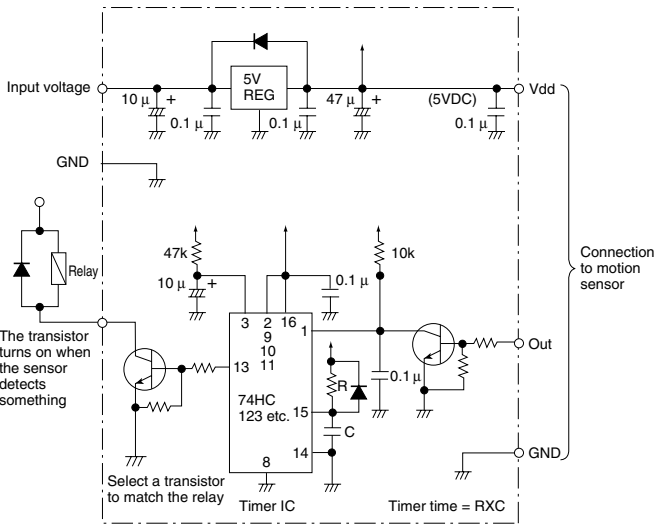 Input voltage
10 µ
+
0.1 µ
5V
REG
0.1 µ
47 µ
+
(5VDC)
0.1 µ
Vdd
GND
Relay
The transistor
turns on when
the sensor
detects
something
47k
10 µ
+
0.1 µ
10k
3
2
16
9
10
11
1
13
74HC
123 etc.
15
14
8
R
C
0.1 µ
Out
GND
Connection
to motion
sensor
Select a transistor
to match the relay
Timer IC
Timer time = RXC